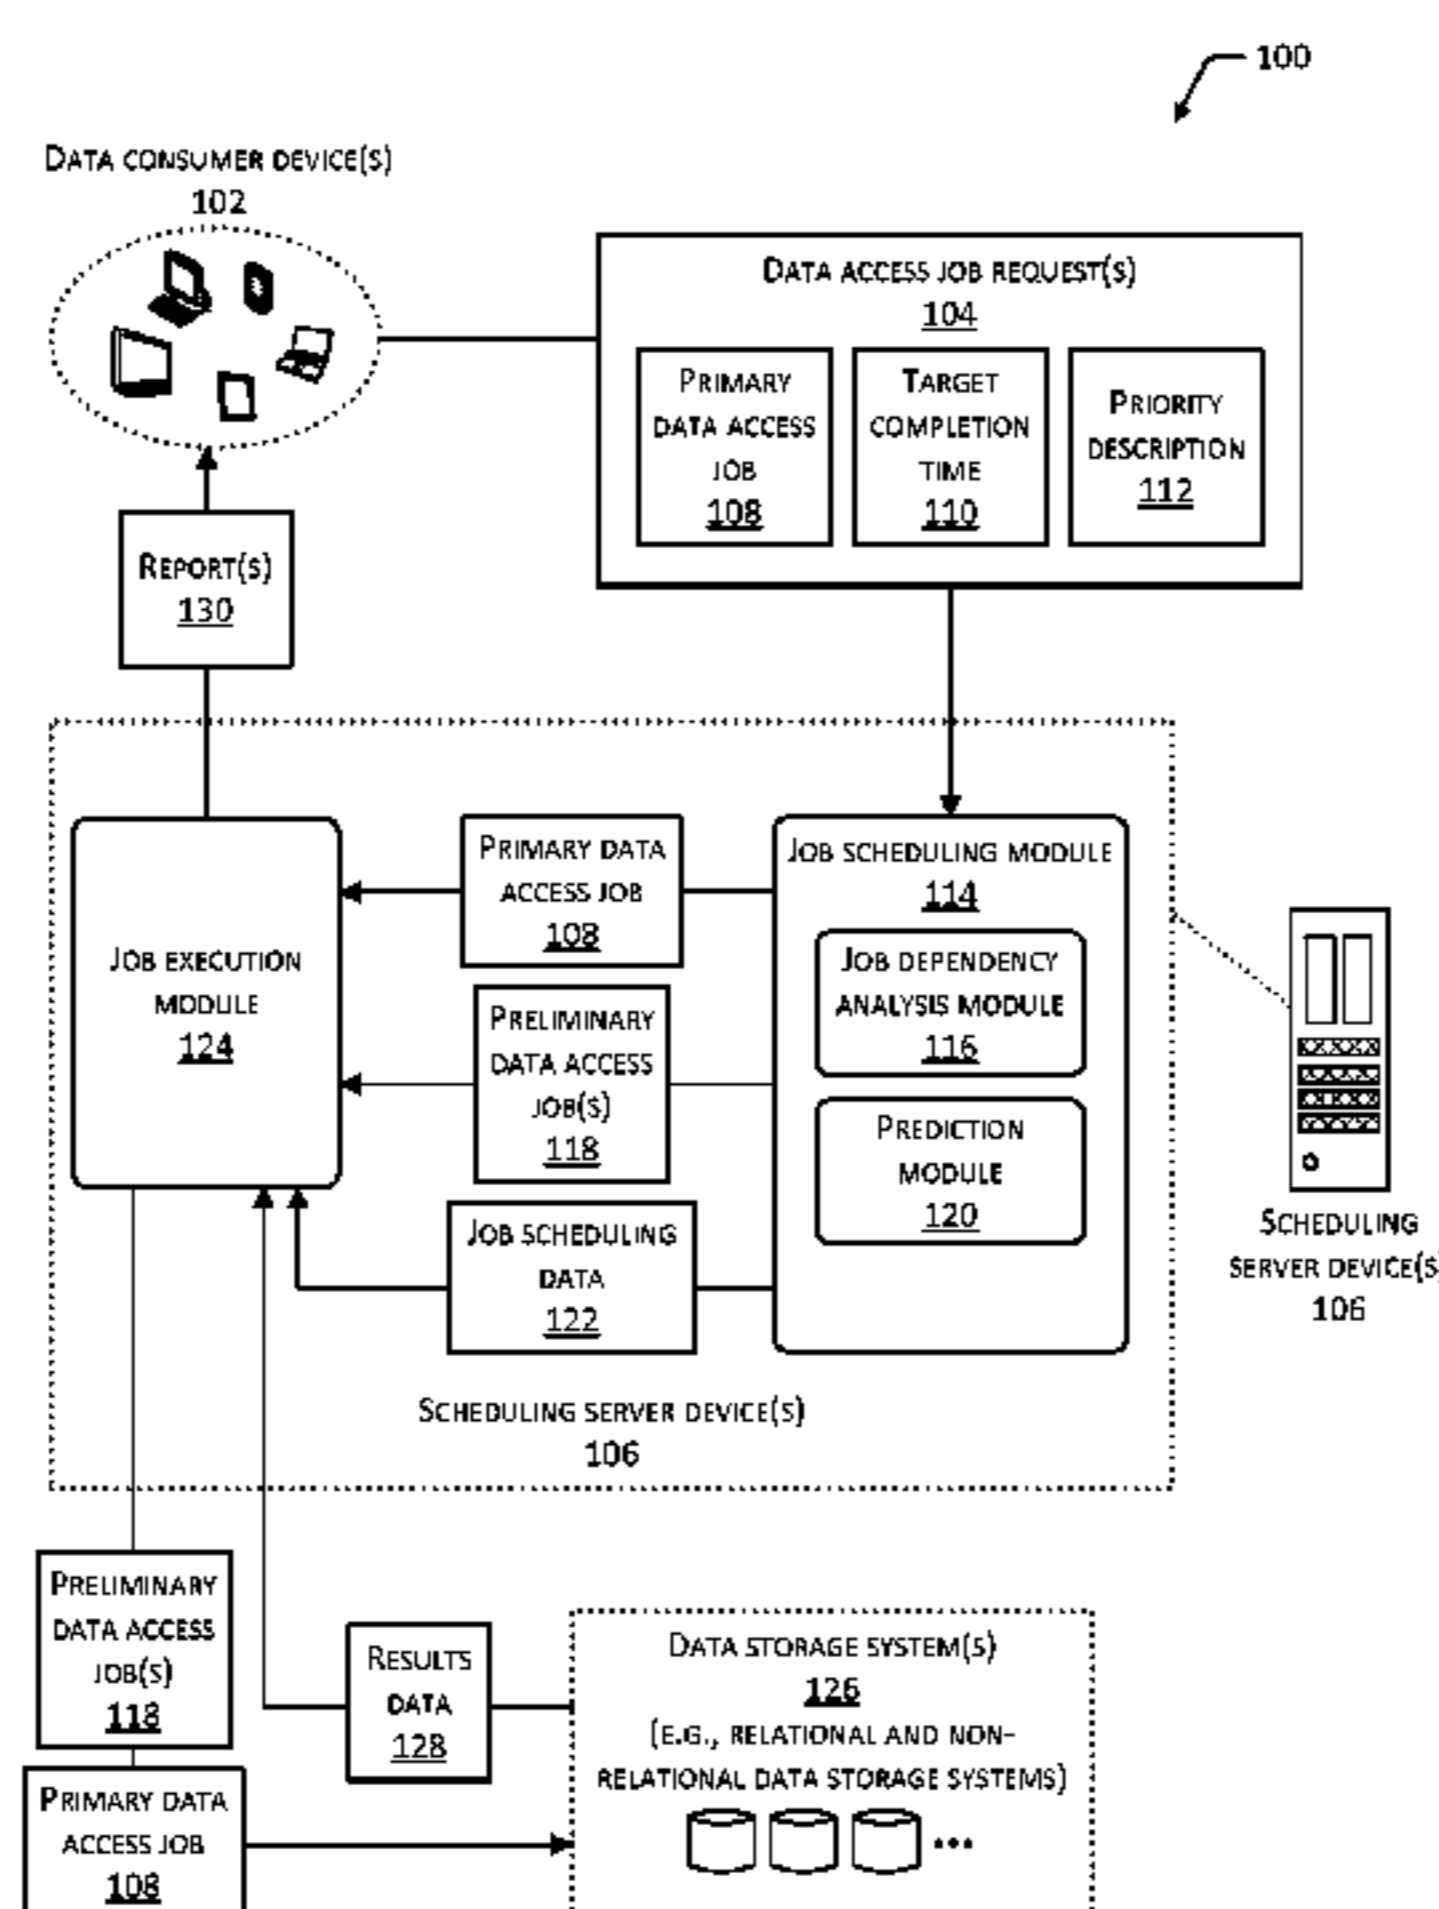 100
DATA CONSUMER DEVICE(S)
102
DATA ACCESS JOB REQUEST(S)
104
PRIMARY
DATA ACCESS
JOB
108
TARGET
COMPLETION
TIME
110
PRIORITY
DESCRIPTION
112
REPORT(S)
130
JOB EXECUTION
MODULE
124
PRIMARY DATA
ACCESS JOB
108
PRELIMINARY
DATA ACCESS
JOB(S)
118
JOB SCHEDULING
DATA
122
JOB SCHEDULING MODULE
114
JOB DEPENDENCY
ANALYSIS MODULE
116
PREDICTION
MODULE
120
SCHEDULING
SERVER DEVICE(S)
106
SCHEDULING SERVER DEVICE(S)
106
PRELIMINARY
DATA ACCESS
JOB(S)
118
PRIMARY DATA
ACCESS JOB
108
RESULTS
DATA
128
DATA STORAGE SYSTEM(S)
126
(E.G., RELATIONAL AND NON-
RELATIONAL DATA STORAGE SYSTEMS)
...